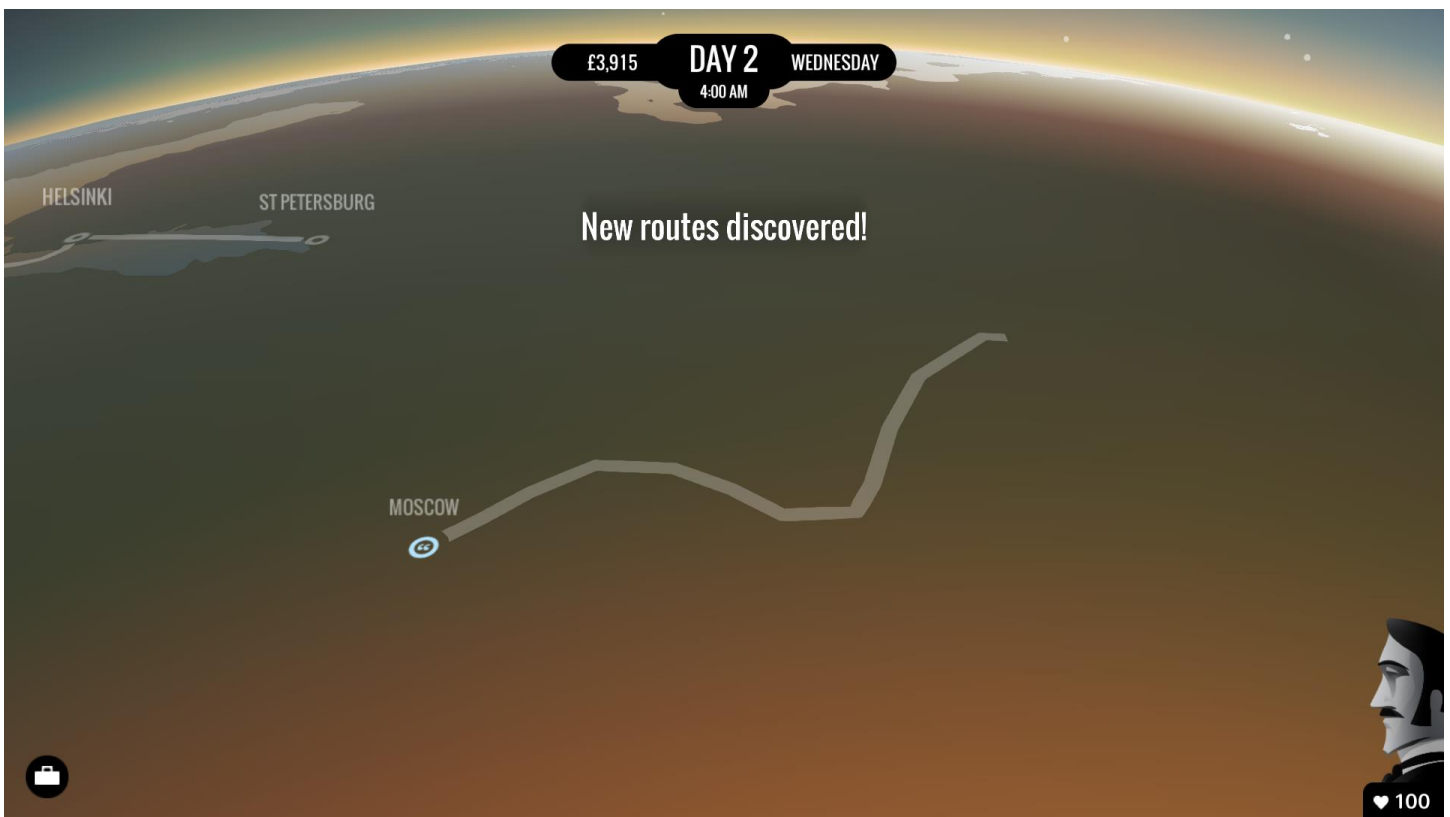 £3,915
DAY 2
WEDNESDAY
4:00 AM
HELSINKI
ST PETERSBURG
New routes discovered!
MOSCOW
100